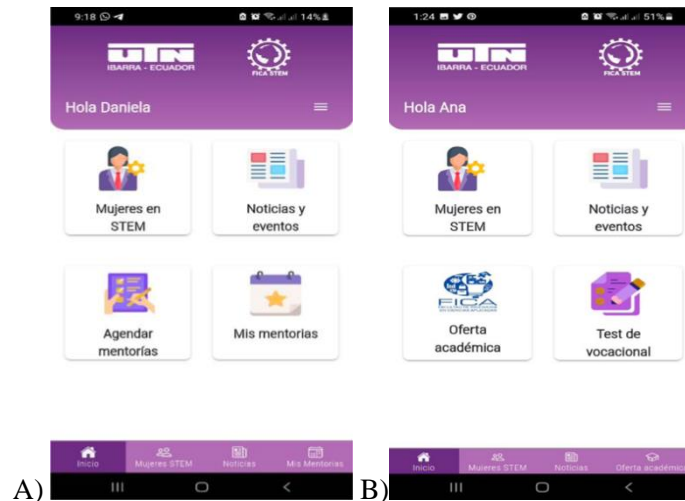 9:18 14%
UTN
IBARRA - ECUADOR
FICA STEM
Hola Daniela
Mujeres en
STEM
Noticias y
eventos
Agendar
mentorías
Mis mentorias
Inicio
Mujeres STEM
Noticias
Mis Mentorias
A)
1:24 51%
UTN
IBARRA - ECUADOR
FICA STEM
Hola Ana
Mujeres en
STEM
Noticias y
eventos
FICA
Oferta
académica
Test de
vocacional
Inicio
Mujeres STEM
Noticias
Oferta académica
B)